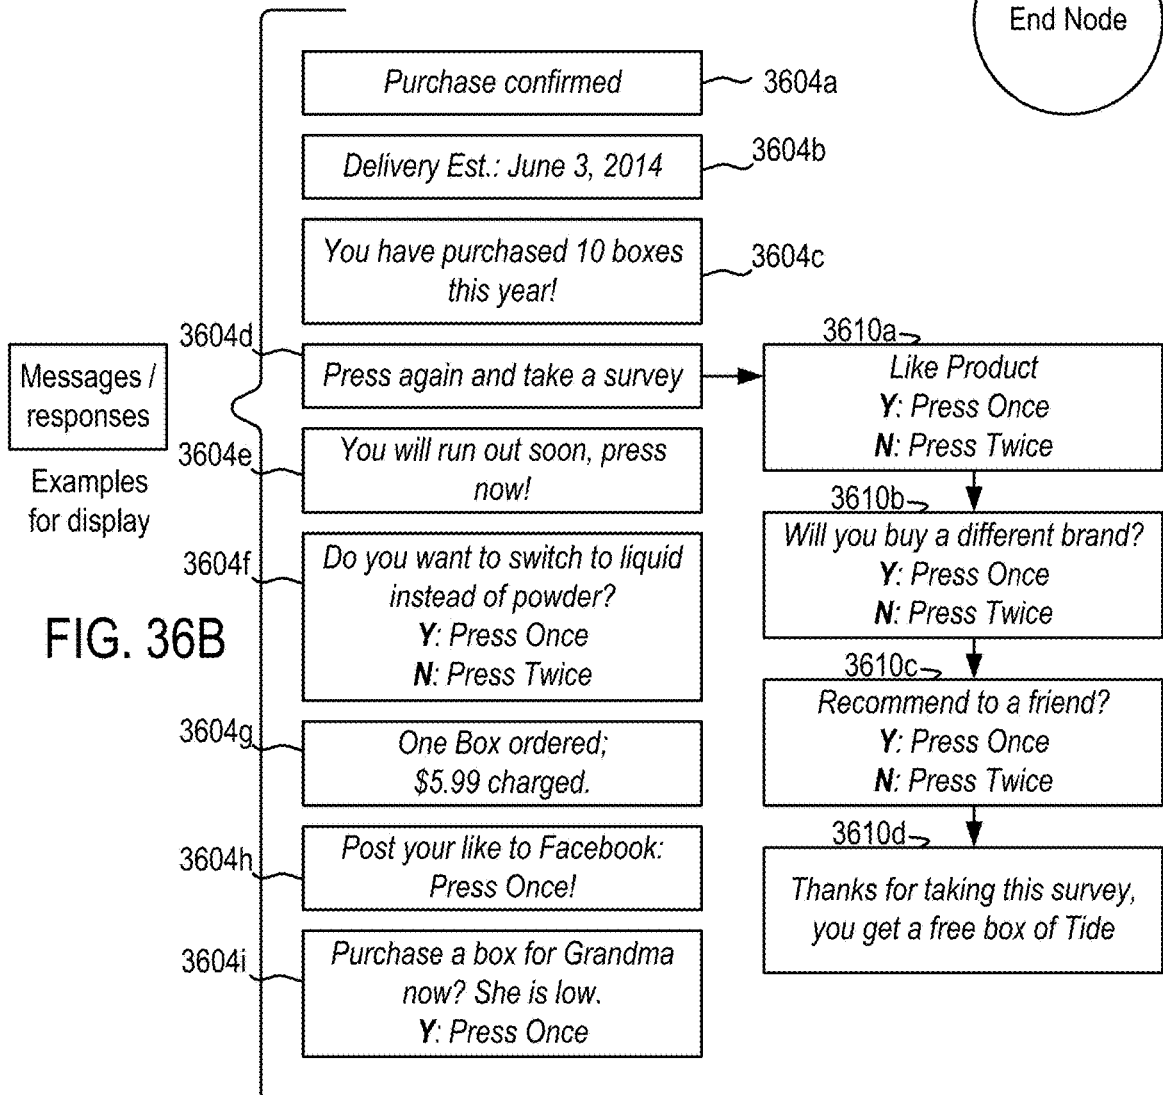 End Node
Purchase confirmed
3604a
Delivery Est.: June 3, 2014
3604b
You have purchased 10 boxes
this year!
3604c
3604d
Press again and take a survey
Messages /
responses
Examples
for display
3604e
You will run out soon, press
now!
3604f
Do you want to switch to liquid
instead of powder?
Y: Press Once
N: Press Twice
FIG. 36B
3604g
One Box ordered;
$5.99 charged.
3604h
Post your like to Facebook:
Press Once!
3604i
Purchase a box for Grandma
now? She is low.
Y: Press Once
3610a
Like Product
Y: Press Once
N: Press Twice
3610b
Will you buy a different brand?
Y: Press Once
N: Press Twice
3610c
Recommend to a friend?
Y: Press Once
N: Press Twice
3610d
Thanks for taking this survey,
you get a free box of Tide